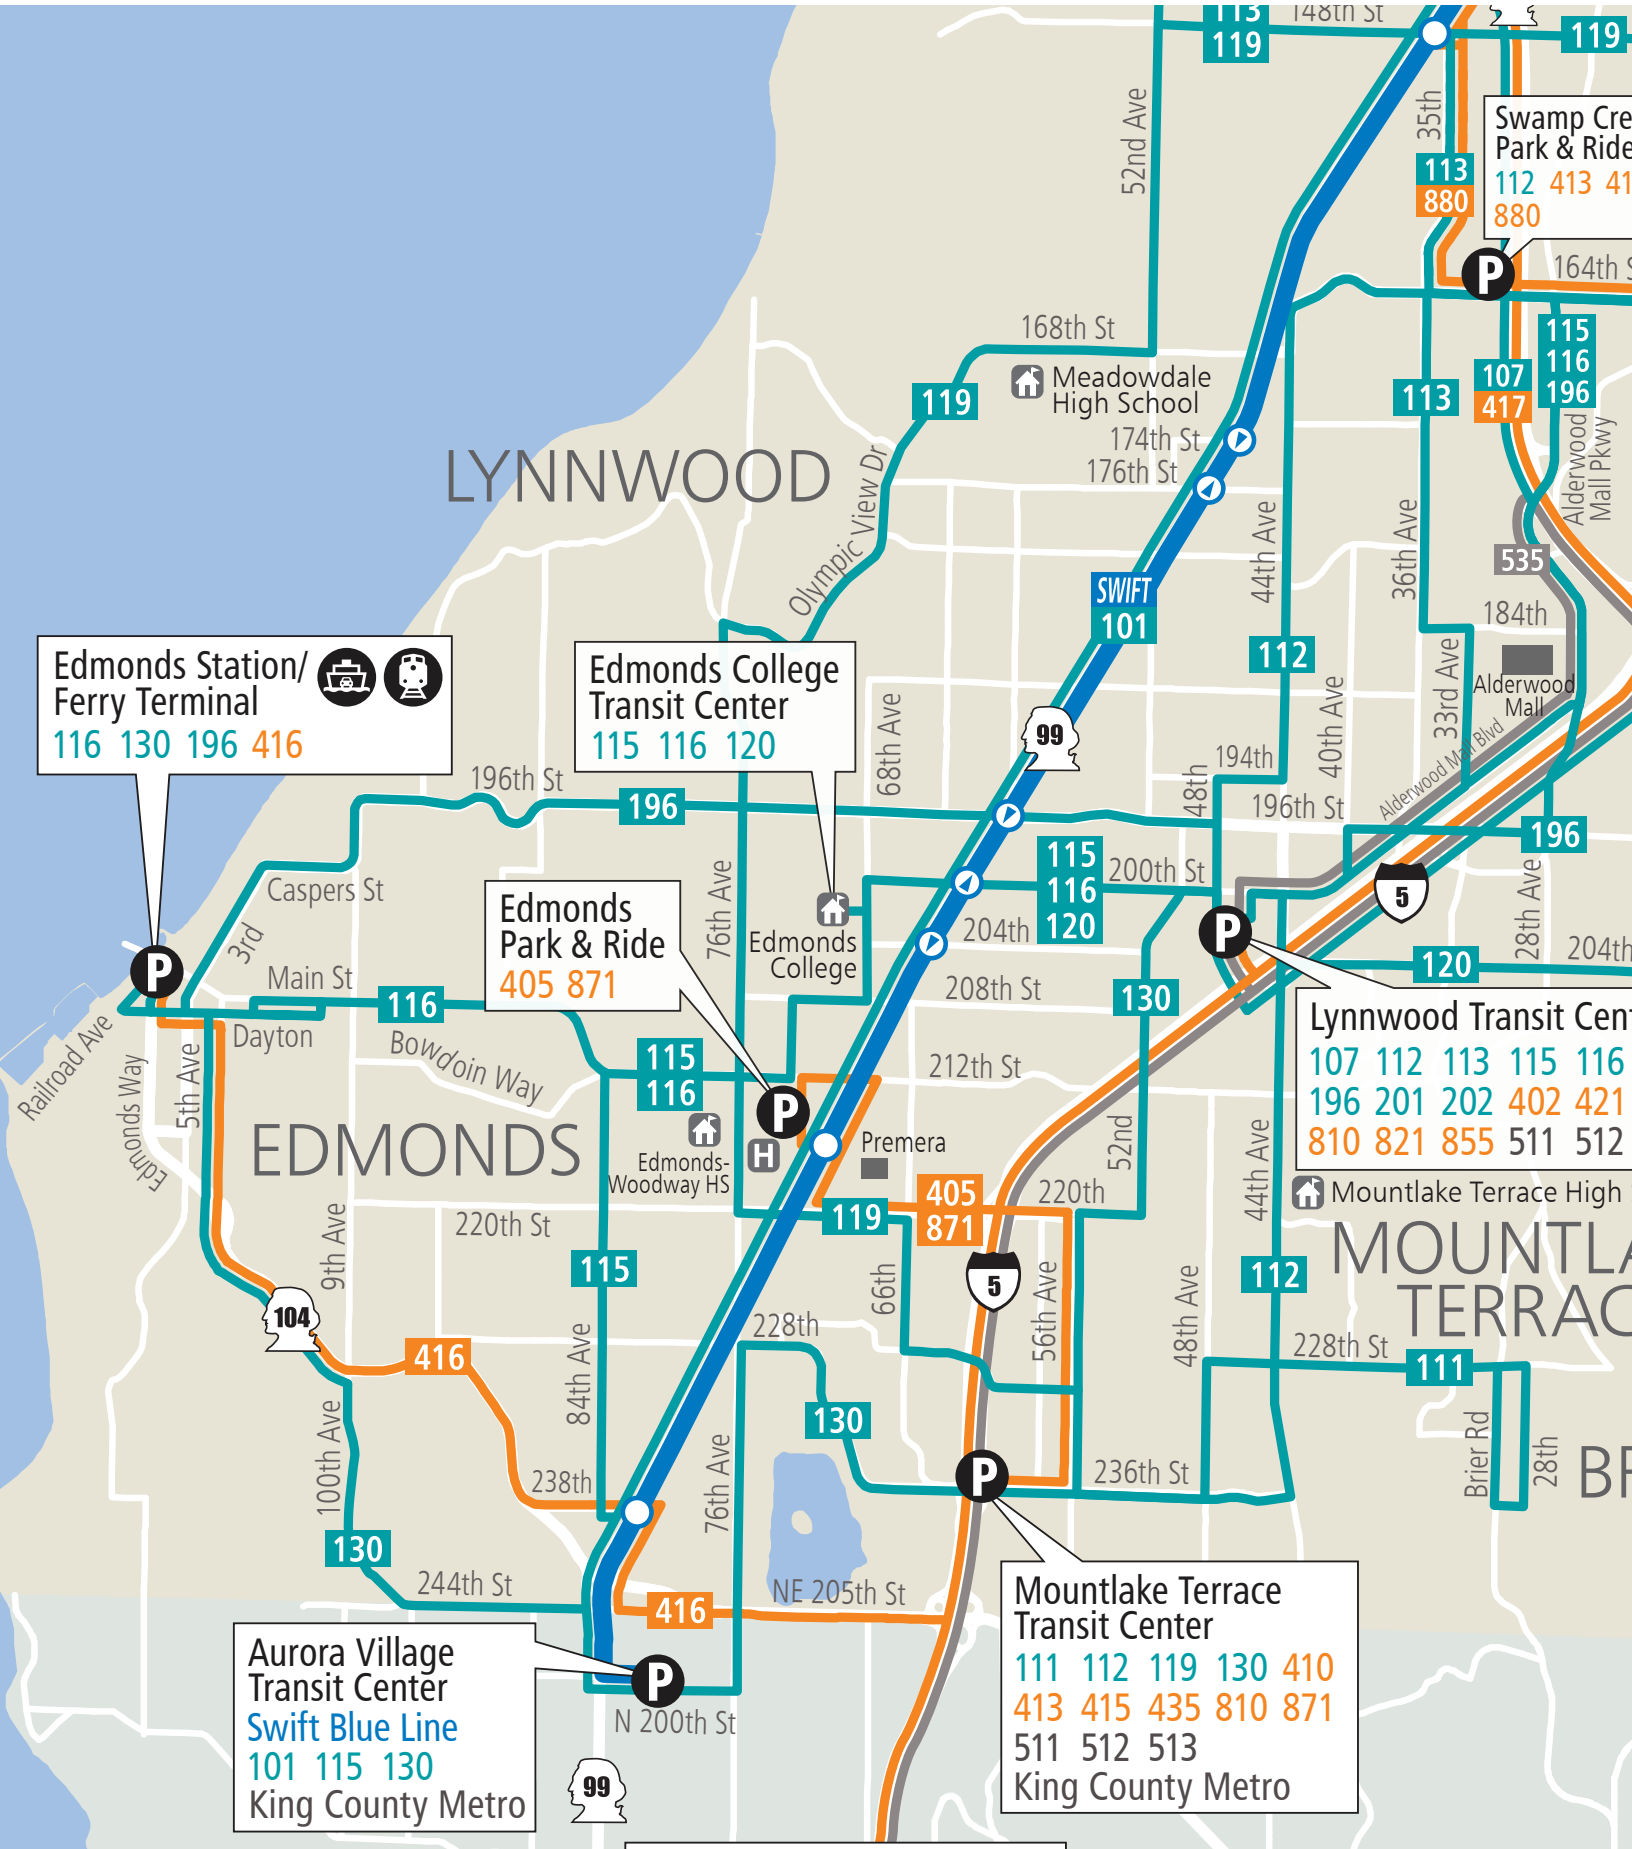 113
119
148th St
119
52nd Ave
35th
113
880
Swamp Cre
Park & Ride
112 413 41
880
P
164th S
168th St
Meadowdale
High School
119
113
107
417
115
116
196
174th St
176th St
Alderwood
Mall Pkwy
LYNNWOOD
Olympic View Dr
44th Ave
36th Ave
535
SWIFT
101
184th
112
Edmonds Station/
Ferry Terminal
116 130 196 416
Edmonds College
Transit Center
115 116 120
68th Ave
99
40th Ave
33rd Ave
Alderwood
Mall
Alderwood Mall Blvd
194th
48th
196th St
196
196th St
196
115
116
120
200th St
5
28th Ave
Caspers St
3rd
Edmonds
Park & Ride
405 871
76th Ave
Edmonds
College
204th
P
120
204th
P
Main St
116
208th St
130
Lynnwood Transit Cent
107 112 113 115 116
196 201 202 402 421
810 821 855 511 512
Railroad Ave
Edmonds Way
5th Ave
Dayton
Bowdoin Way
115
116
212th St
P
52nd
44th Ave
EDMONDS
Edmonds-
Woodway HS
H
Premera
Mountlake Terrace High
Edmonds Way
405
871
220th
119
220th St
9th Ave
MOUNTLA
TERRAC
115
66th
5
56th Ave
48th Ave
112
104
228th
228th St
111
416
84th Ave
100th Ave
130
76th Ave
238th
P
236th St
Brier Rd
28th
BR
130
244th St
416
NE 205th St
Mountlake Terrace
Transit Center
111 112 119 130 410
413 415 435 810 871
511 512 513
King County Metro
Aurora Village
Transit Center
Swift Blue Line
101 115 130
King County Metro
P
N 200th St
99